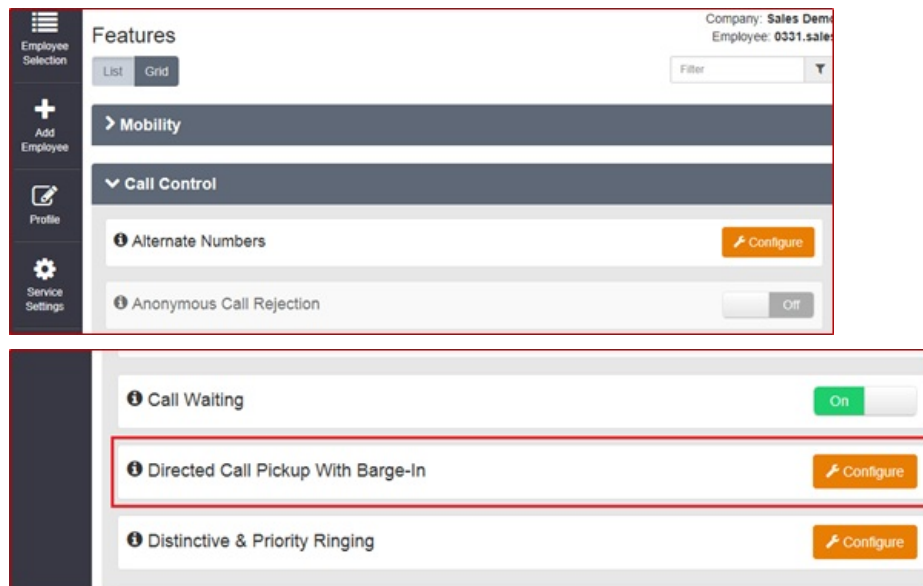 Employee
Selection
Features
Company: Sales Demo
Employee: 0331.sales
List
Grid
Filter
Add
Employee
Mobility
Profile
Call Control
Alternate Numbers
Configure
Service
Settings
Anonymous Call Rejection
Off
Call Waiting
On
Directed Call Pickup With Barge-In
Configure
Distinctive & Priority Ringing
Configure